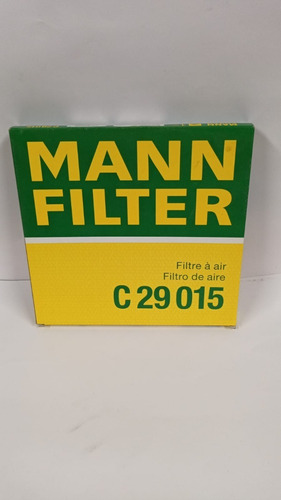 MANN
FILTER
Filtre à air
Filtro de aire
C 29 015